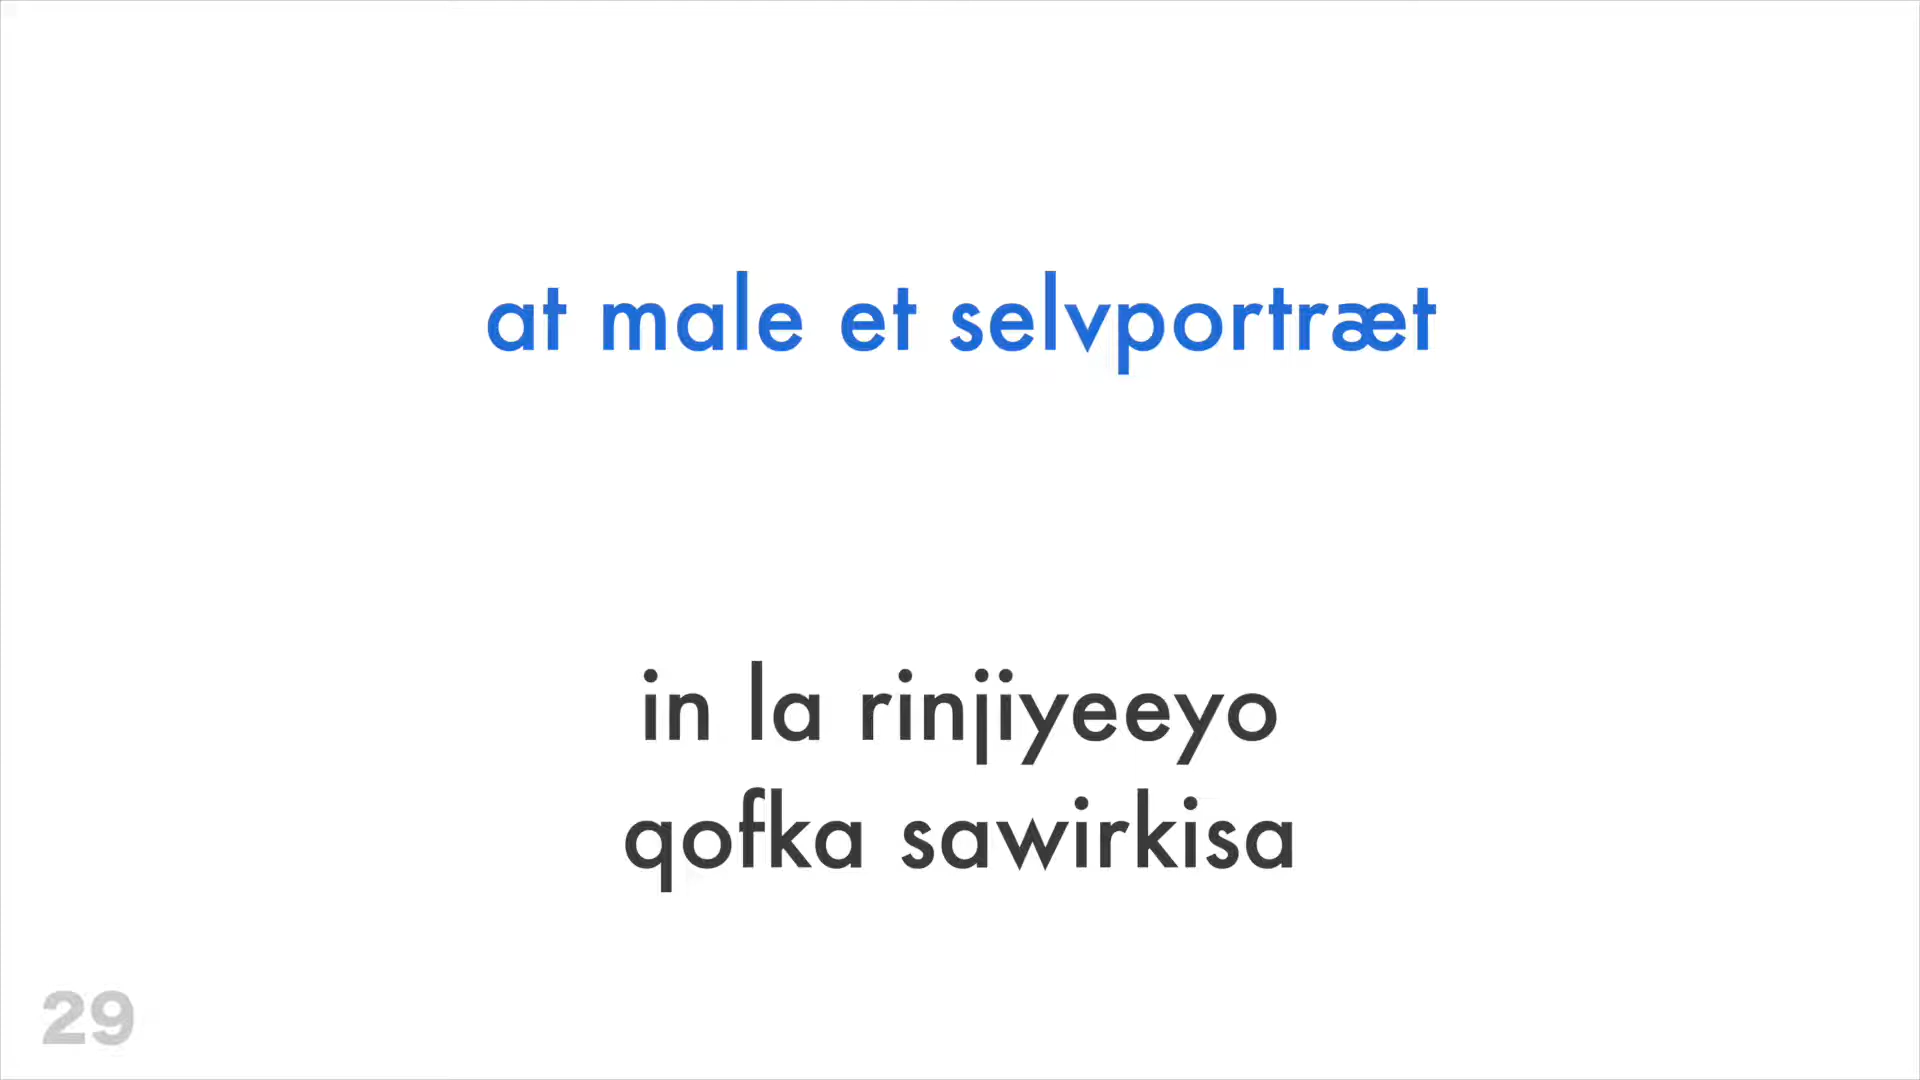 at male et selvportræt
in la rinjiyeeyo
qofka sawirkisa
29